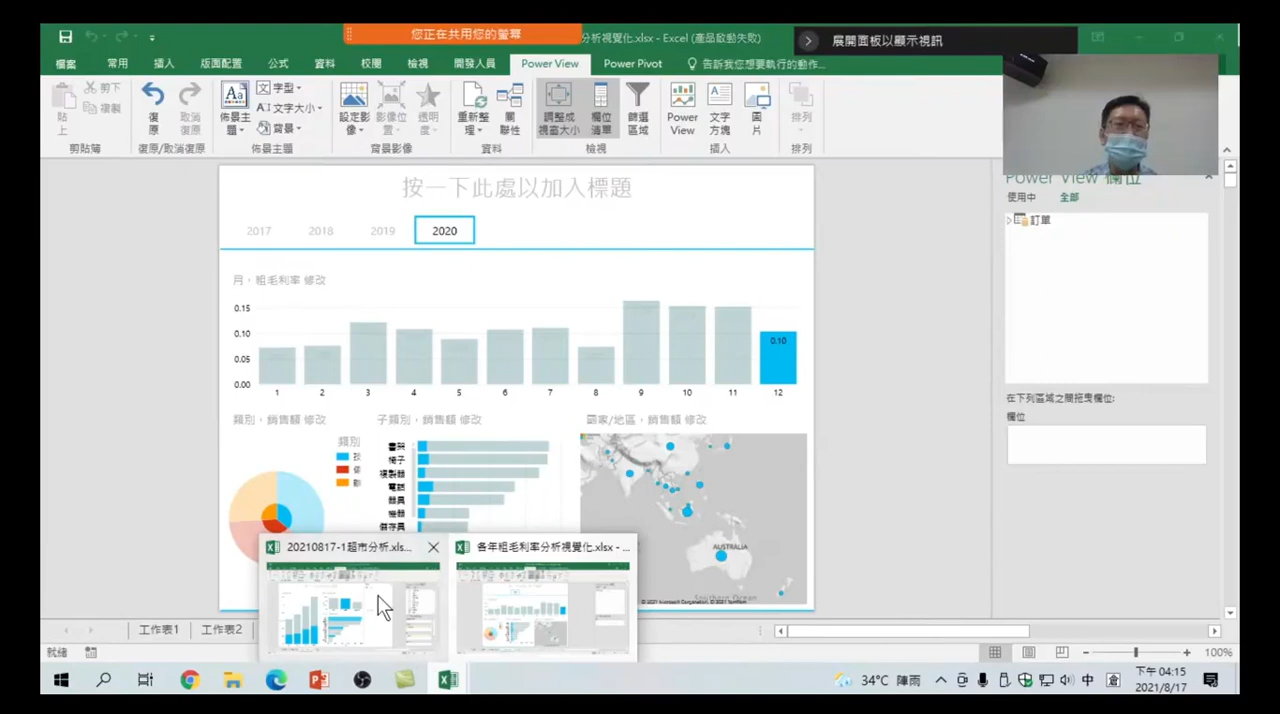 您正在共用您的螢幕
分析視覺化.xlsx - Excel (產品啟動失敗)
展開面板以顯示視訊
檔案 常用 插入 版面配置 公式 資料 校閱 檢視 開發人員 Power View Power Pivot 告訴我您想要執行的動作...
貼上 剪下 複製
復原 取消復原
佈景主題 字型 文字大小 背景
設定影像 影像位置 透明度
重新整理 關聯性
調整成視窗大小 欄位清單 篩選區域
Power View 文字方塊 圖片
排列
剪貼簿 復原/取消復原 佈景主題 背景影像 資料 檢視 插入 排列
按一下此處以加入標題
2017 2018 2019 2020
月，粗毛利率 修改
0.15
0.10
0.05
0.00
0.10
1 2 3 4 5 6 7 8 9 10 11 12
類別，銷售額 修改
子類別，銷售額 修改
國家/地區，銷售額 修改
類別
技
傢
辦
書架
椅子
複製器
電話
器具
機器
儲存具
AUSTRALIA
Southern Ocean
© 2021 Microsoft Corporation, © 2021 TomTom
Power View 欄位
使用中 全部
訂單
在下列區域之間拖曳欄位:
欄位
20210817-1超市分析.xls...
各年粗毛利率分析視覺化.xlsx - ...
工作表1 工作表2
就緒
100%
34°C 陣雨
中
倉
下午 04:15
2021/8/17